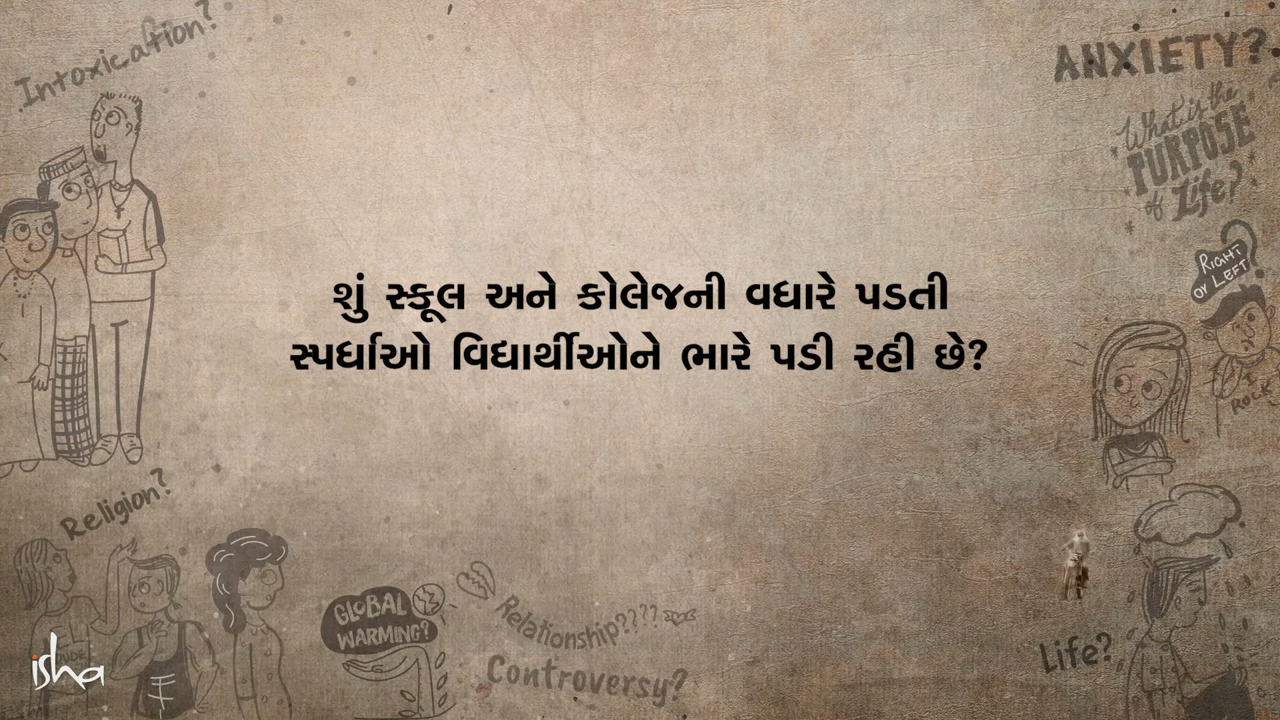 Intoxication?
ANXIETY?
What is the
PURPOSE
of Life?
RIGHT
OY LEFT
શું સ્કૂલ અને કોલેજની વધારે પડતી
સ્પર્ધાઓ વિદ્યાર્થીઓને ભારે પડી રહી છે?
ROCK
Religion?
GLOBAL
WARMING?
Relationship????
Controversy?
Life?
isha